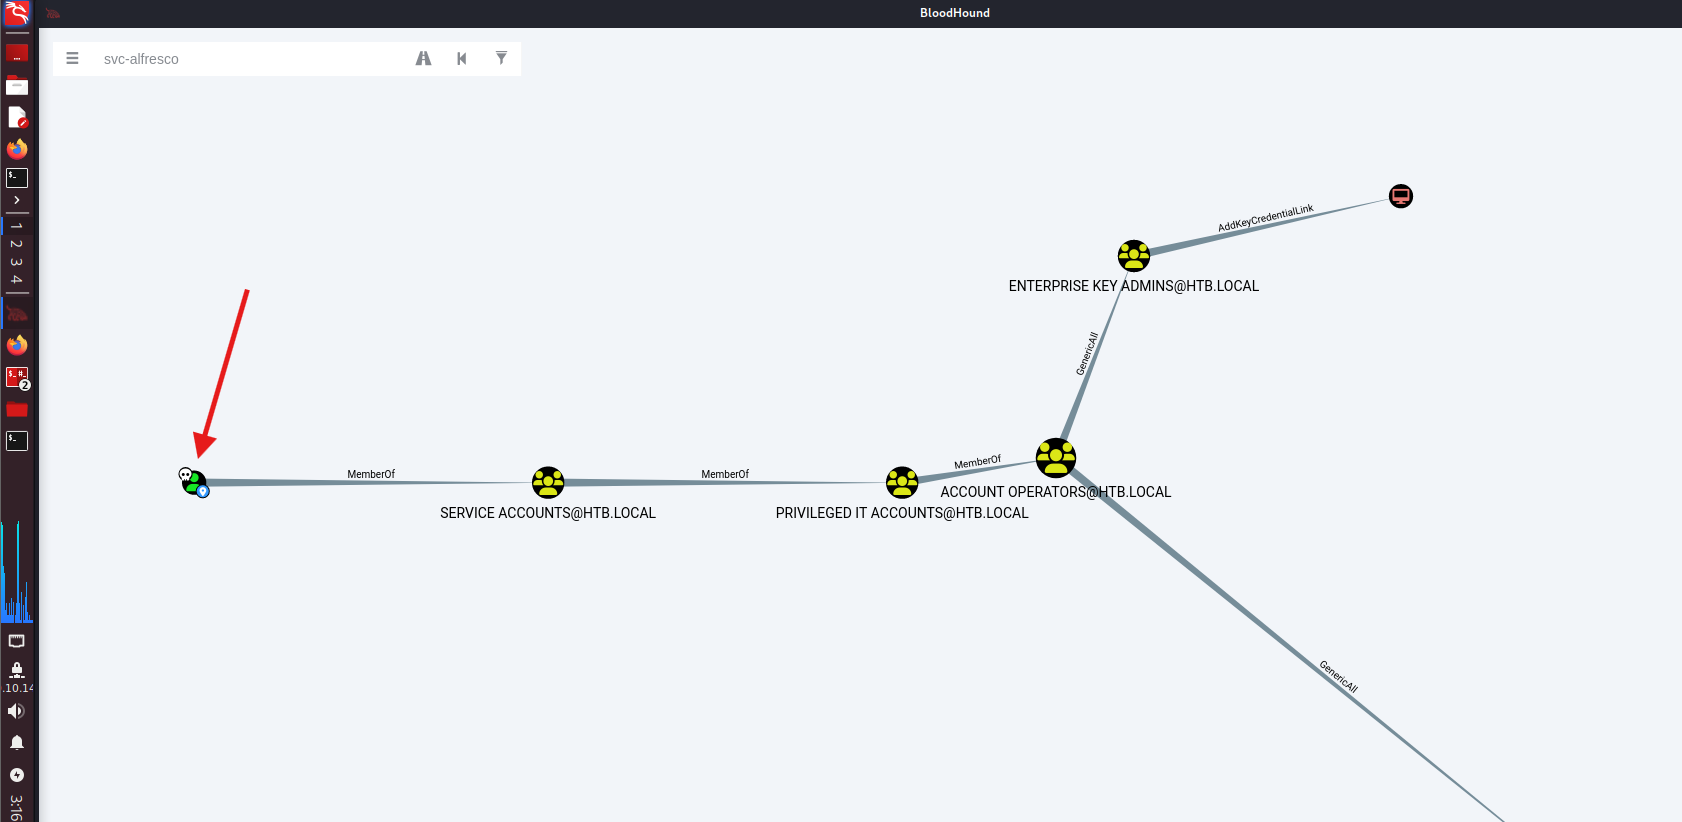 BloodHound
svc-alfresco
AddKeyCredentialLink
ENTERPRISE KEY ADMINS@HTB.LOCAL
GenericAll
MemberOf
MemberOf
MemberOf
SERVICE ACCOUNTS@HTB.LOCAL
PRIVILEGED IT ACCOUNTS@HTB.LOCAL
ACCOUNT OPERATORS@HTB.LOCAL
GenericAll
1
2
3
4
2
.10.14
3:16